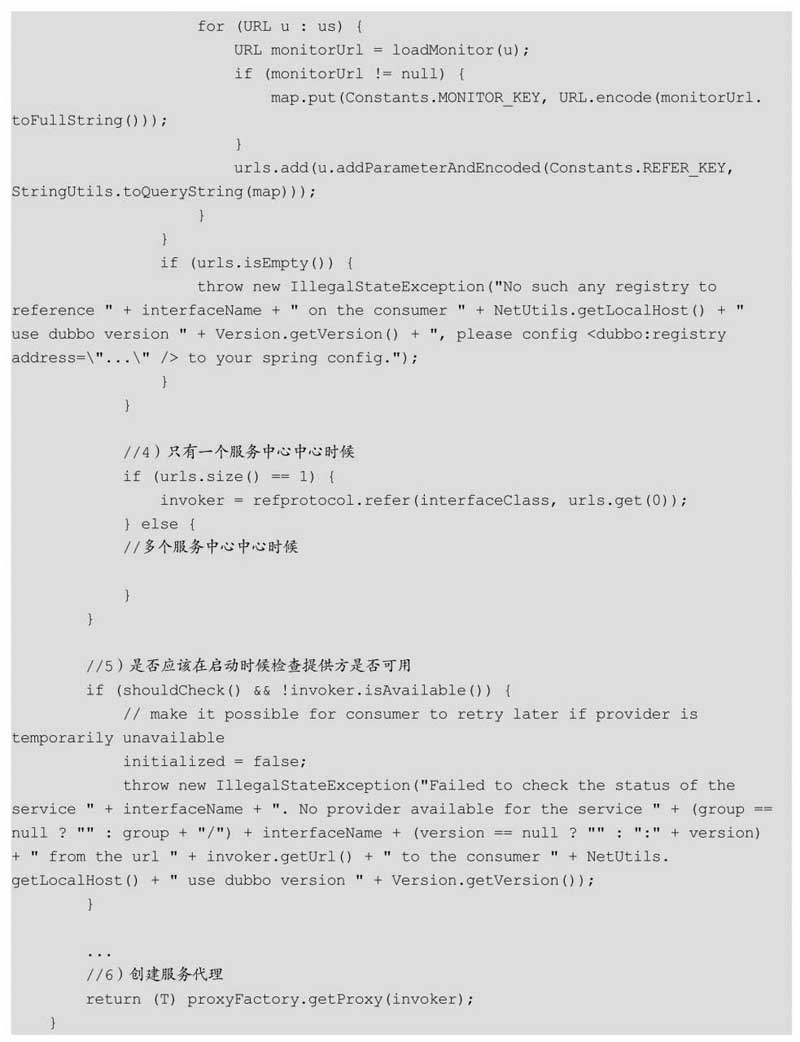 for (URL u : us) {
                        URL monitorUrl = loadMonitor(u);
                        if (monitorUrl != null) {
                            map.put(Constants.MONITOR_KEY, URL.encode(monitorUrl.
toFullString()));
                        }
                        urls.add(u.addParameterAndEncoded(Constants.REFER_KEY,
StringUtils.toQueryString(map)));
                    }
                }
                if (urls.isEmpty()) {
                    throw new IllegalStateException("No such any registry to
reference " + interfaceName + " on the consumer " + NetUtils.getLocalHost() + "
use dubbo version " + Version.getVersion() + ", please config <dubbo:registry
address=\"...\" /> to your spring config.");
                }
            }

            //4）只有一个服务中心中心时候
            if (urls.size() == 1) {
                invoker = refprotocol.refer(interfaceClass, urls.get(0));
            } else {
            //多个服务中心中心时候

            }
        }

        //5）是否应该在启动时候检查提供方是否可用
        if (shouldCheck() && !invoker.isAvailable()) {
            // make it possible for consumer to retry later if provider is
temporarily unavailable
            initialized = false;
            throw new IllegalStateException("Failed to check the status of the
service " + interfaceName + ". No provider available for the service " + (group ==
null ? "" : group + "/") + interfaceName + (version == null ? "" : ":" + version)
+ " from the url " + invoker.getUrl() + " to the consumer " + NetUtils.
getLocalHost() + " use dubbo version " + Version.getVersion());
        }

        ...
        //6）创建服务代理
        return (T) proxyFactory.getProxy(invoker);
    }